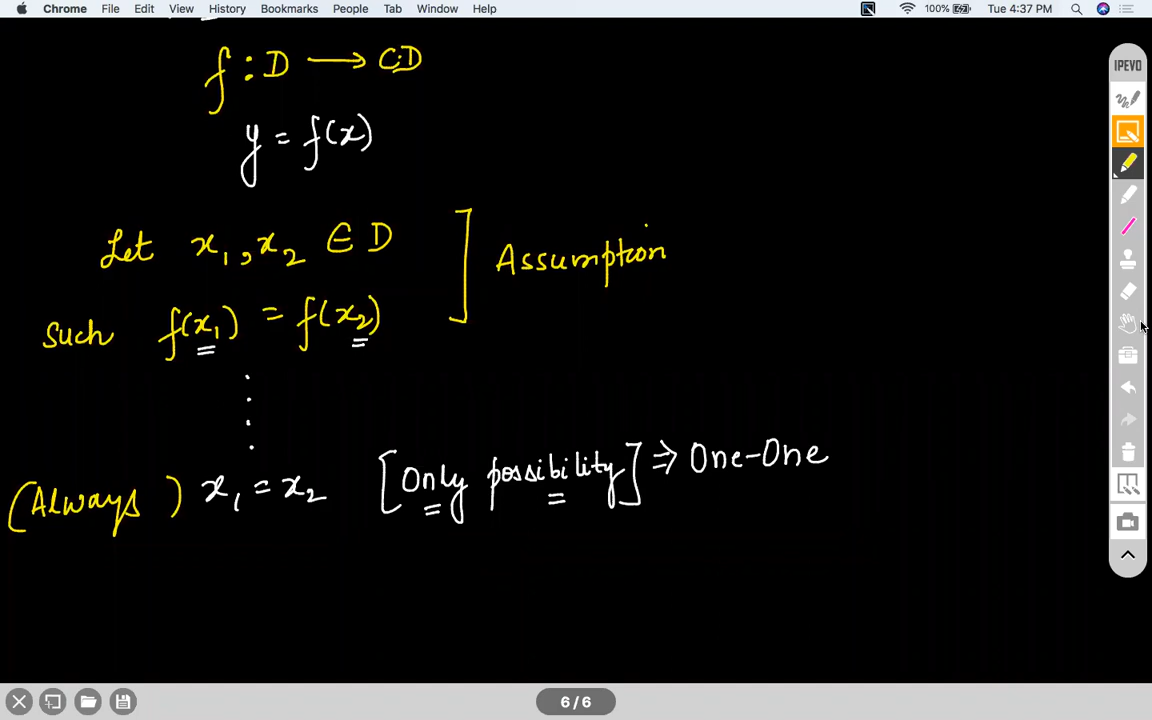 Chrome File Edit View History Bookmarks People Tab Window Help 100% Tue 4:37 PM
f : D → C.D
IPEVO
y = f(x)
Let x₁, x₂ ∈ D ] Assumption
Such f(x₁) = f(x₂)
(Always) x₁ = x₂ [Only possibility] ⇒ One-One
6 / 6